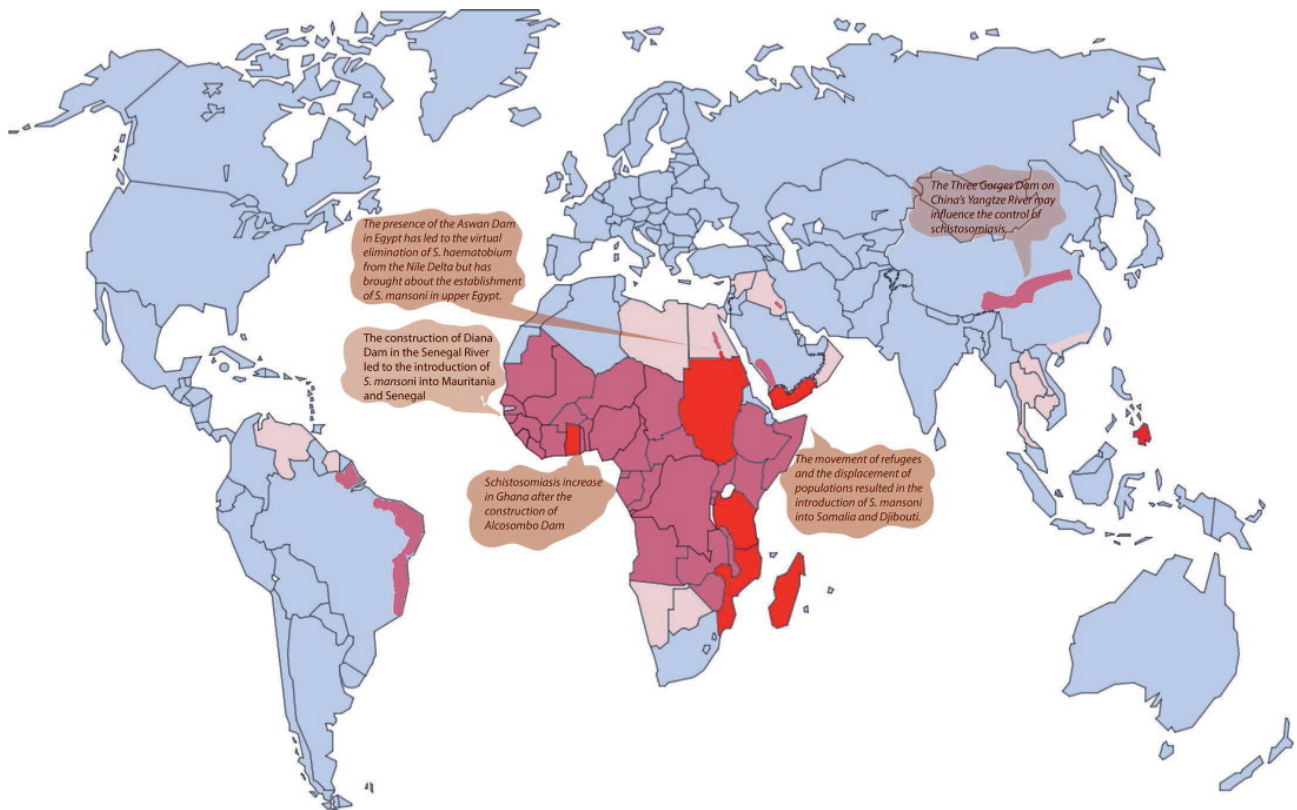 The Three Gorges Dam on
China's Yangtze River may
influence the control of
schistosomiasis...
The presence of the Aswan Dam
in Egypt has led to the virtual
elimination of S. haematobium
from the Nile Delta but has
brought about the establishment
of S. mansoni in upper Egypt.
The construction of Diana
Dam in the Senegal River
led to the introduction of
S. mansoni into Mauritania
and Senegal
Schistosomiasis increase
in Ghana after the
construction of
Alcosombo Dam
The movement of refugees
and the displacement of
populations resulted in the
introduction of S. mansoni
into Somalia and Djibouti.